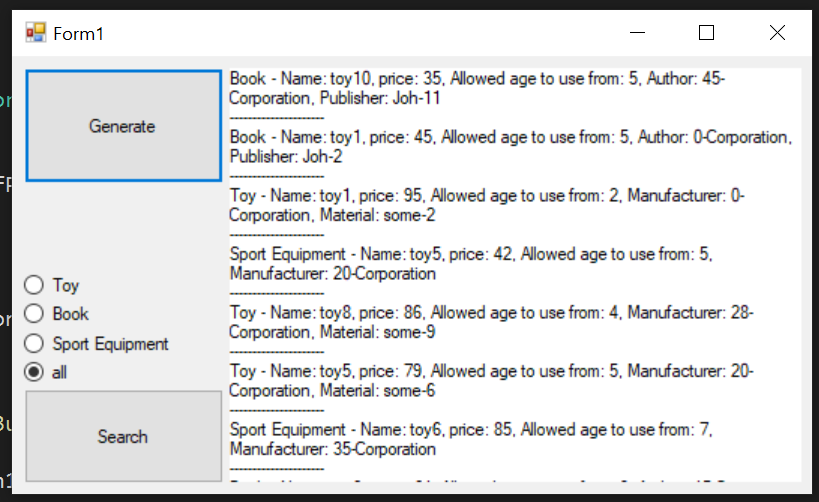 Form1
Generate
Toy
Book
Sport Equipment
all
Search
Book - Name: toy10, price: 35, Allowed age to use from: 5, Author: 45-
Corporation, Publisher: Joh-11
---------------------
Book - Name: toy1, price: 45, Allowed age to use from: 5, Author: 0-Corporation,
Publisher: Joh-2
---------------------
Toy - Name: toy1, price: 95, Allowed age to use from: 2, Manufacturer: 0-
Corporation, Material: some-2
---------------------
Sport Equipment - Name: toy5, price: 42, Allowed age to use from: 5,
Manufacturer: 20-Corporation
---------------------
Toy - Name: toy8, price: 86, Allowed age to use from: 4, Manufacturer: 28-
Corporation, Material: some-9
---------------------
Toy - Name: toy5, price: 79, Allowed age to use from: 5, Manufacturer: 20-
Corporation, Material: some-6
---------------------
Sport Equipment - Name: toy6, price: 85, Allowed age to use from: 7,
Manufacturer: 35-Corporation
---------------------